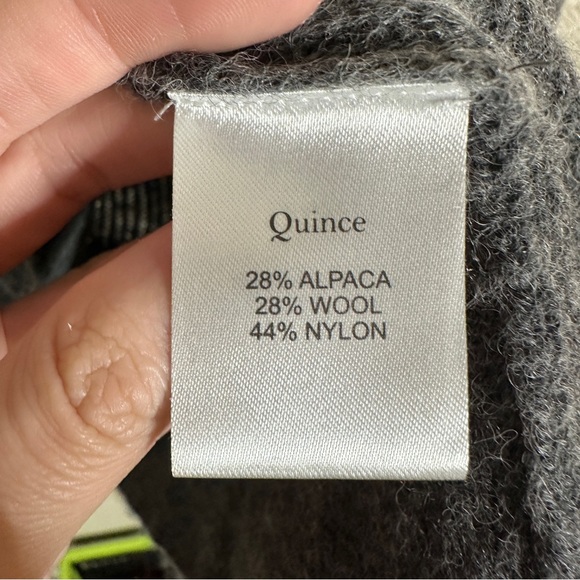 Quince
28% ALPACA
28% WOOL
44% NYLON